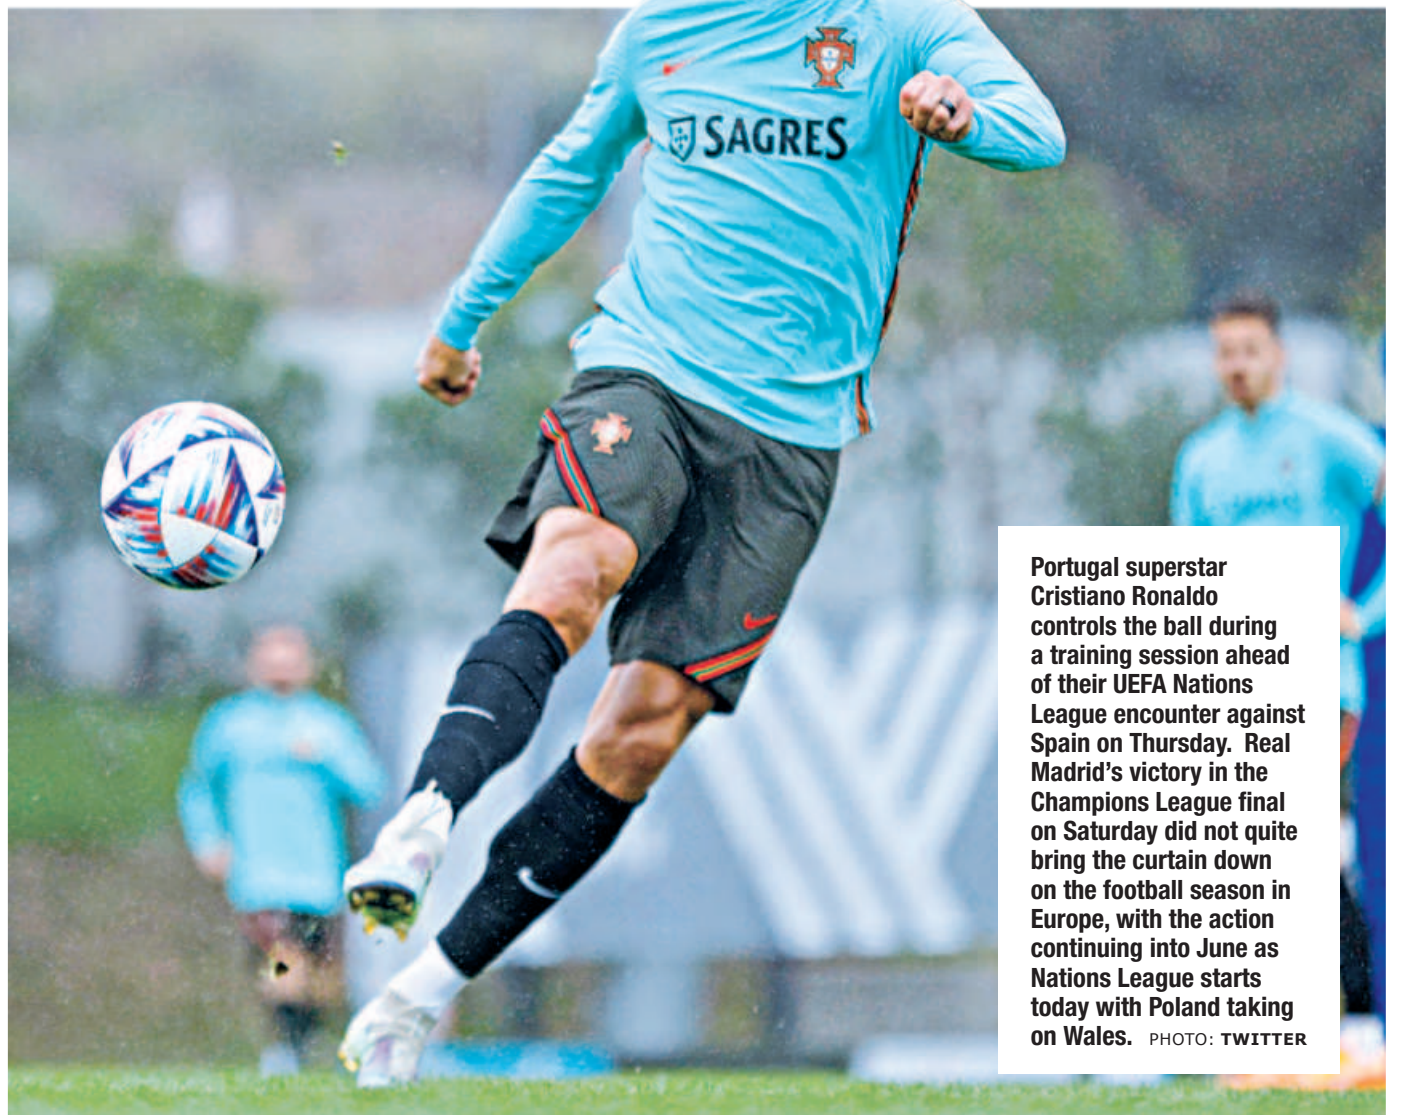 SAGRES
Portugal superstar
Cristiano Ronaldo
controls the ball during
a training session ahead
of their UEFA Nations
League encounter against
Spain on Thursday.  Real
Madrid’s victory in the
Champions League final
on Saturday did not quite
bring the curtain down
on the football season in
Europe, with the action
continuing into June as
Nations League starts
today with Poland taking
on Wales.  PHOTO: TWITTER